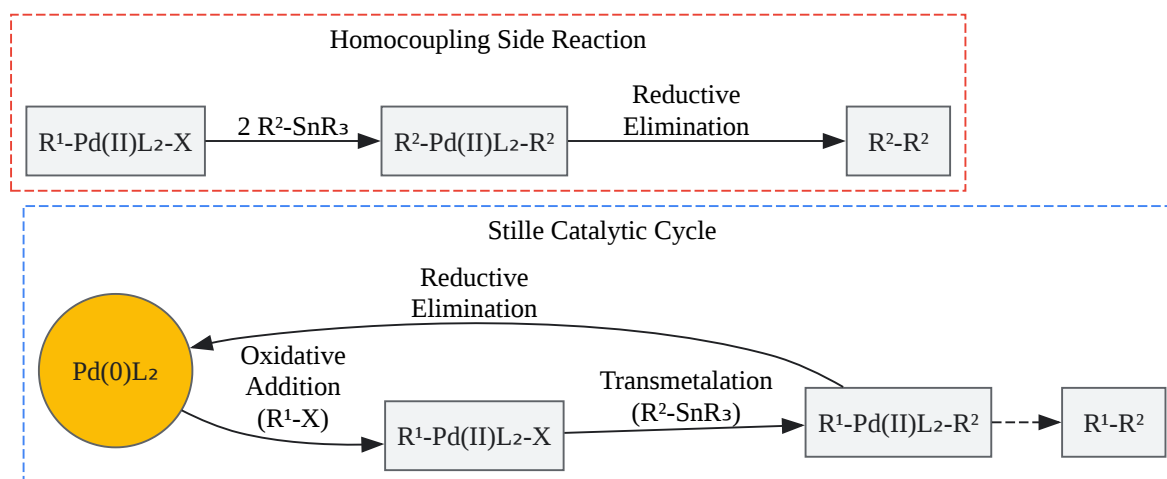 Homocoupling Side Reaction
Reductive
Elimination
R¹-Pd(II)L₂-X
2 R²-SnR₃
R²-Pd(II)L₂-R²
R²-R²
Stille Catalytic Cycle
Reductive
Elimination
Pd(0)L₂
Oxidative
Addition
(R¹-X)
R¹-Pd(II)L₂-X
Transmetalation
(R²-SnR₃)
R¹-Pd(II)L₂-R²
R¹-R²